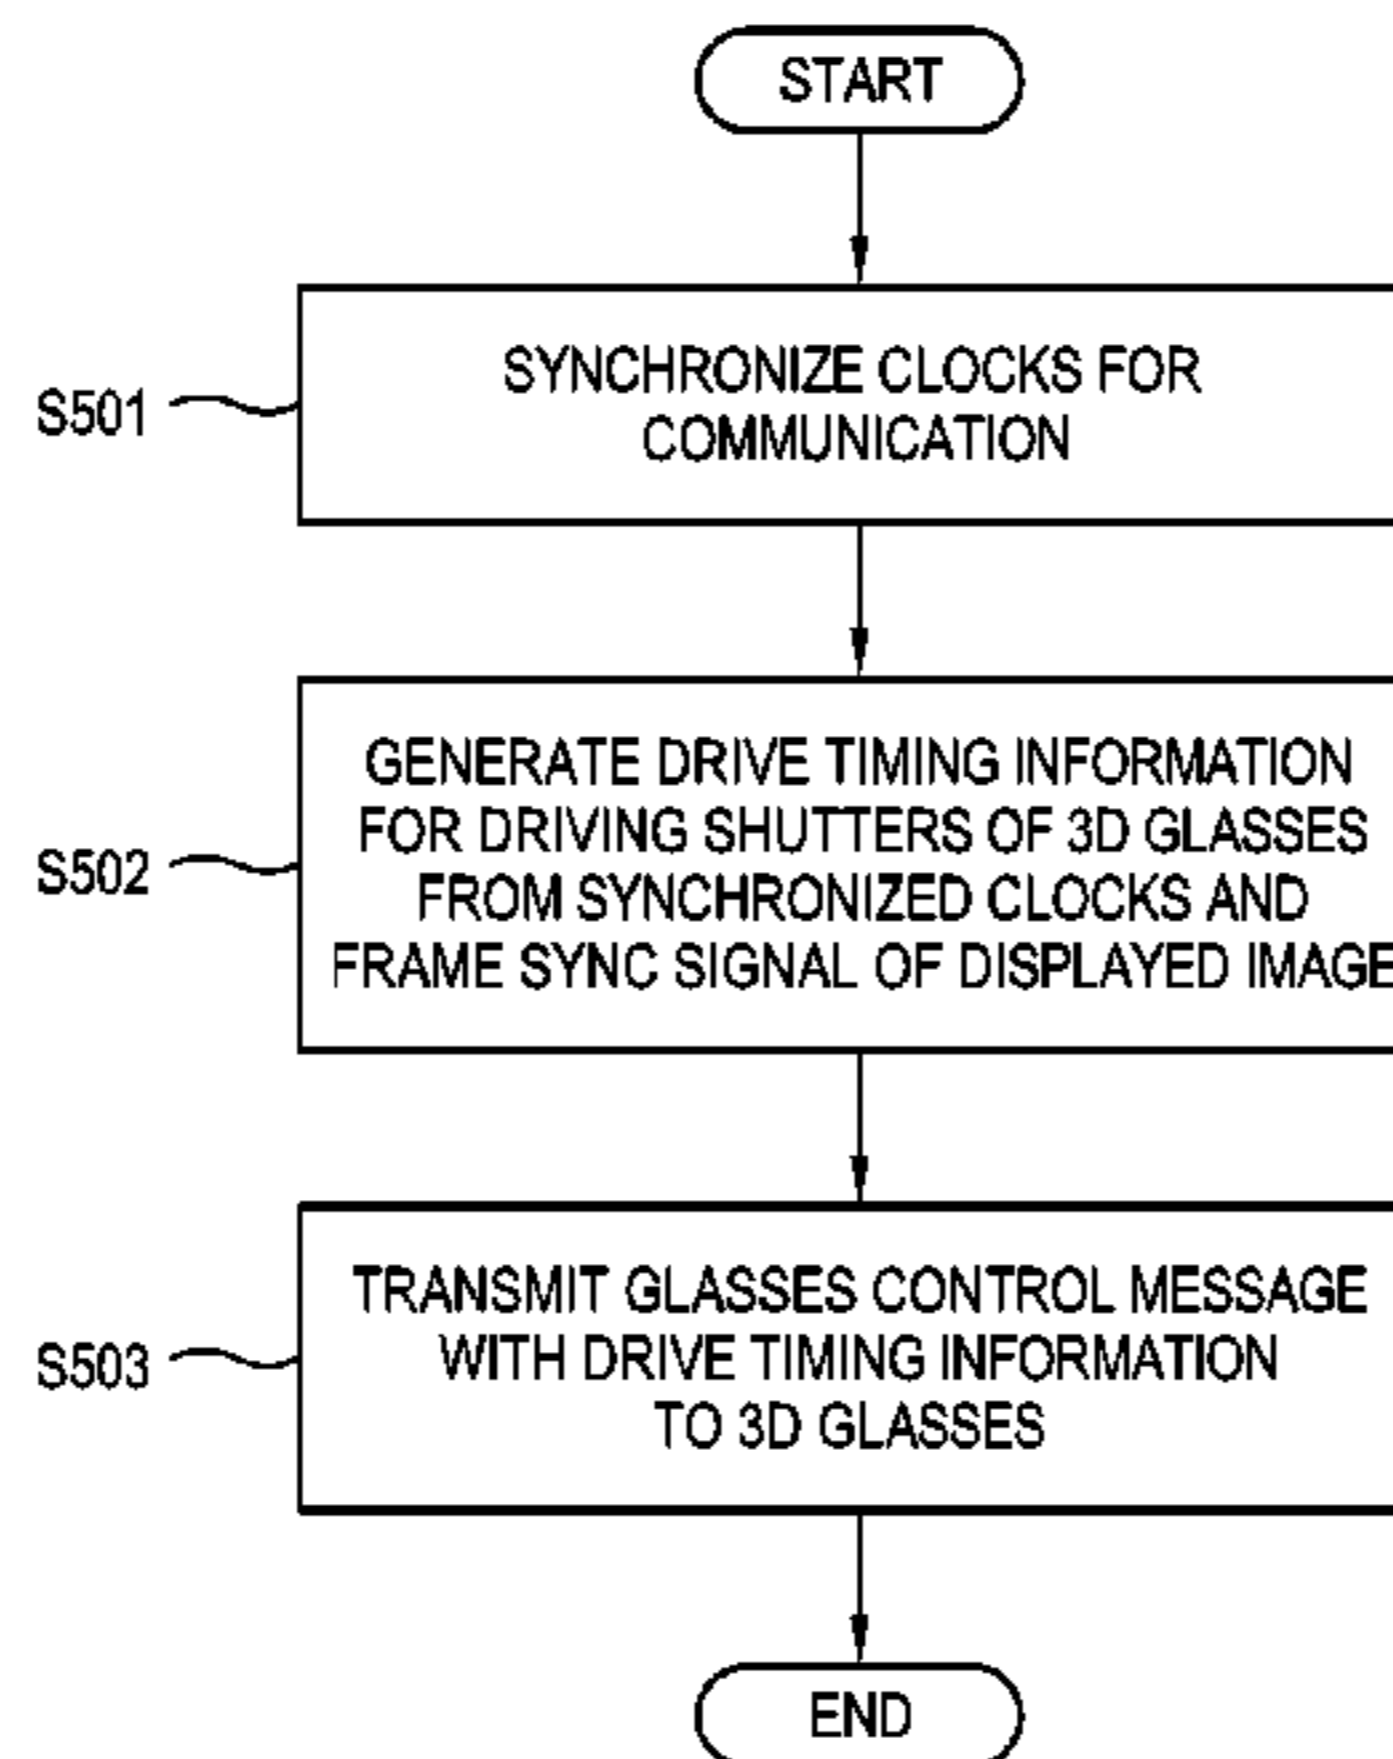 START
S501
SYNCHRONIZE CLOCKS FOR
COMMUNICATION
S502
GENERATE DRIVE TIMING INFORMATION
FOR DRIVING SHUTTERS OF 3D GLASSES
FROM SYNCHRONIZED CLOCKS AND
FRAME SYNC SIGNAL OF DISPLAYED IMAGE
S503
TRANSMIT GLASSES CONTROL MESSAGE
WITH DRIVE TIMING INFORMATION
TO 3D GLASSES
END